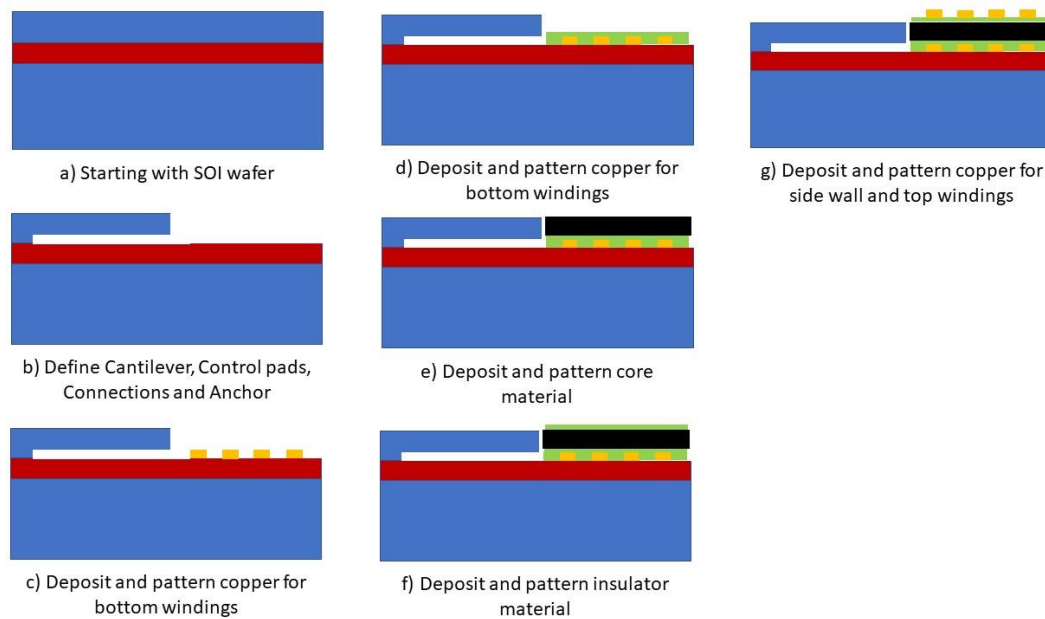 a) Starting with SOI wafer
b) Define Cantilever, Control pads,
Connections and Anchor
c) Deposit and pattern copper for
bottom windings
d) Deposit and pattern copper for
bottom windings
e) Deposit and pattern core
material
f) Deposit and pattern insulator
material
g) Deposit and pattern copper for
side wall and top windings